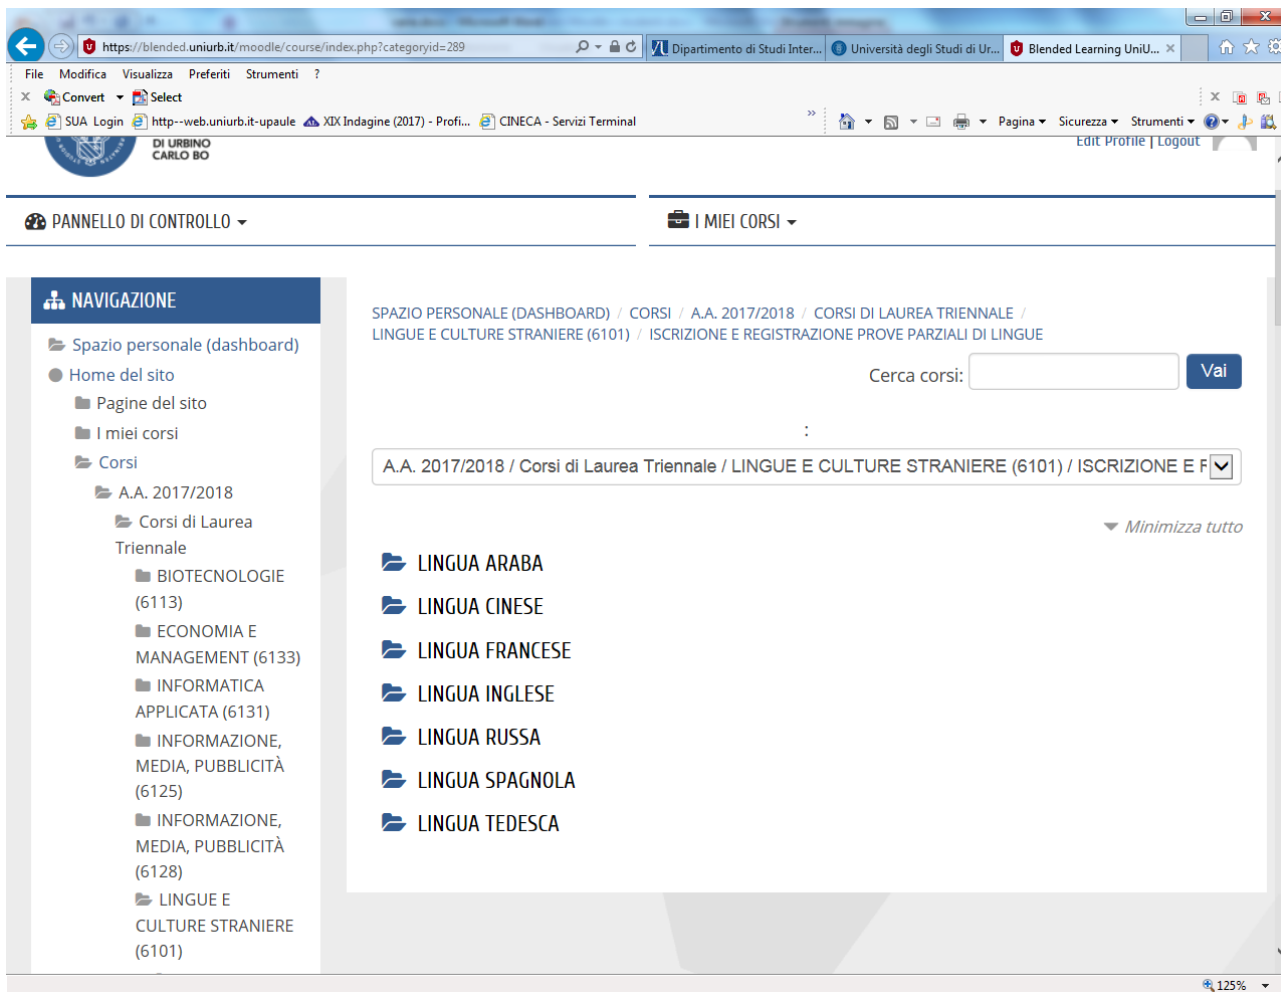 https://blended.uniurb.it/moodle/course/index.php?categoryid=289
Dipartimento di Studi Inter...
Università degli Studi di Ur...
Blended Learning UniU...
File Modifica Visualizza Preferiti Strumenti ?
Convert Select
SUA Login http--web.uniurb.it-upaule XIX Indagine (2017) - Profi... CINECA - Servizi Terminal
Pagina Sicurezza Strumenti
DI URBINO
CARLO BO
Edit Profile | Logout
PANNELLO DI CONTROLLO
I MIEI CORSI
NAVIGAZIONE
Spazio personale (dashboard)
Home del sito
Pagine del sito
I miei corsi
Corsi
A.A. 2017/2018
Corsi di Laurea
Triennale
BIOTECNOLOGIE
(6113)
ECONOMIA E
MANAGEMENT (6133)
INFORMATICA
APPLICATA (6131)
INFORMAZIONE,
MEDIA, PUBBLICITÀ
(6125)
INFORMAZIONE,
MEDIA, PUBBLICITÀ
(6128)
LINGUE E
CULTURE STRANIERE
(6101)
SPAZIO PERSONALE (DASHBOARD) / CORSI / A.A. 2017/2018 / CORSI DI LAUREA TRIENNALE /
LINGUE E CULTURE STRANIERE (6101) / ISCRIZIONE E REGISTRAZIONE PROVE PARZIALI DI LINGUE
Cerca corsi:
Vai
:
A.A. 2017/2018 / Corsi di Laurea Triennale / LINGUE E CULTURE STRANIERE (6101) / ISCRIZIONE E
Minimizza tutto
LINGUA ARABA
LINGUA CINESE
LINGUA FRANCESE
LINGUA INGLESE
LINGUA RUSSA
LINGUA SPAGNOLA
LINGUA TEDESCA
125%